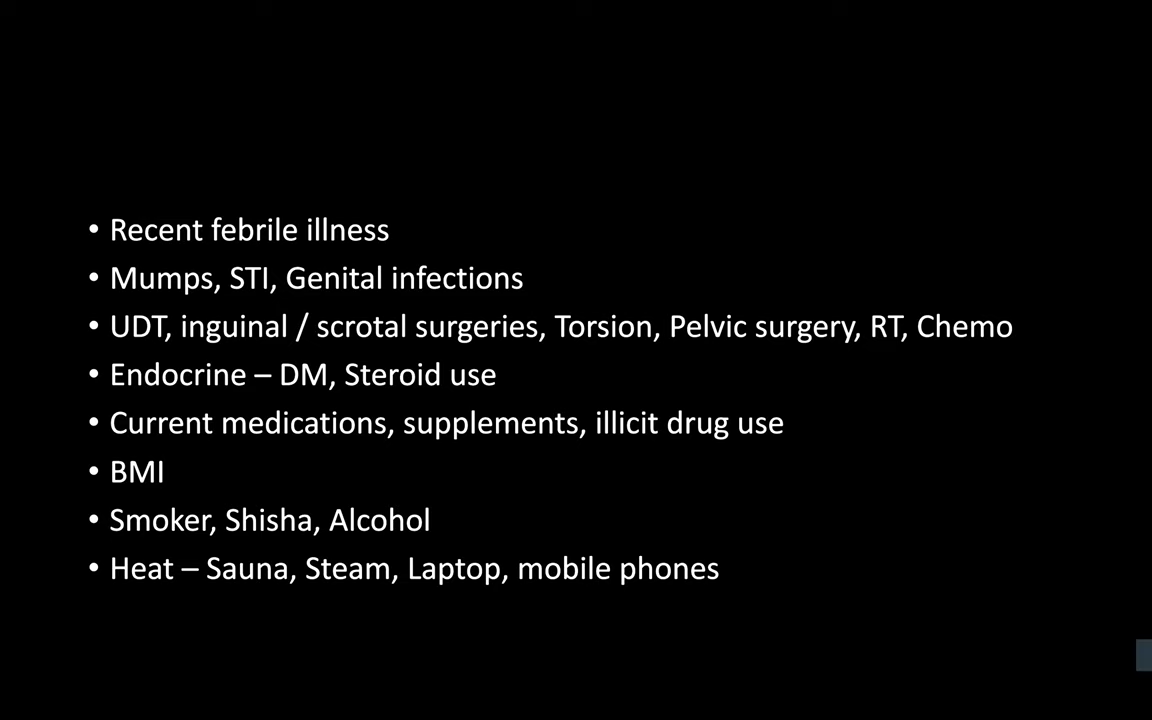 • Recent febrile illness
• Mumps, STI, Genital infections
• UDT, inguinal / scrotal surgeries, Torsion, Pelvic surgery, RT, Chemo
• Endocrine – DM, Steroid use
• Current medications, supplements, illicit drug use
• BMI
• Smoker, Shisha, Alcohol
• Heat – Sauna, Steam, Laptop, mobile phones